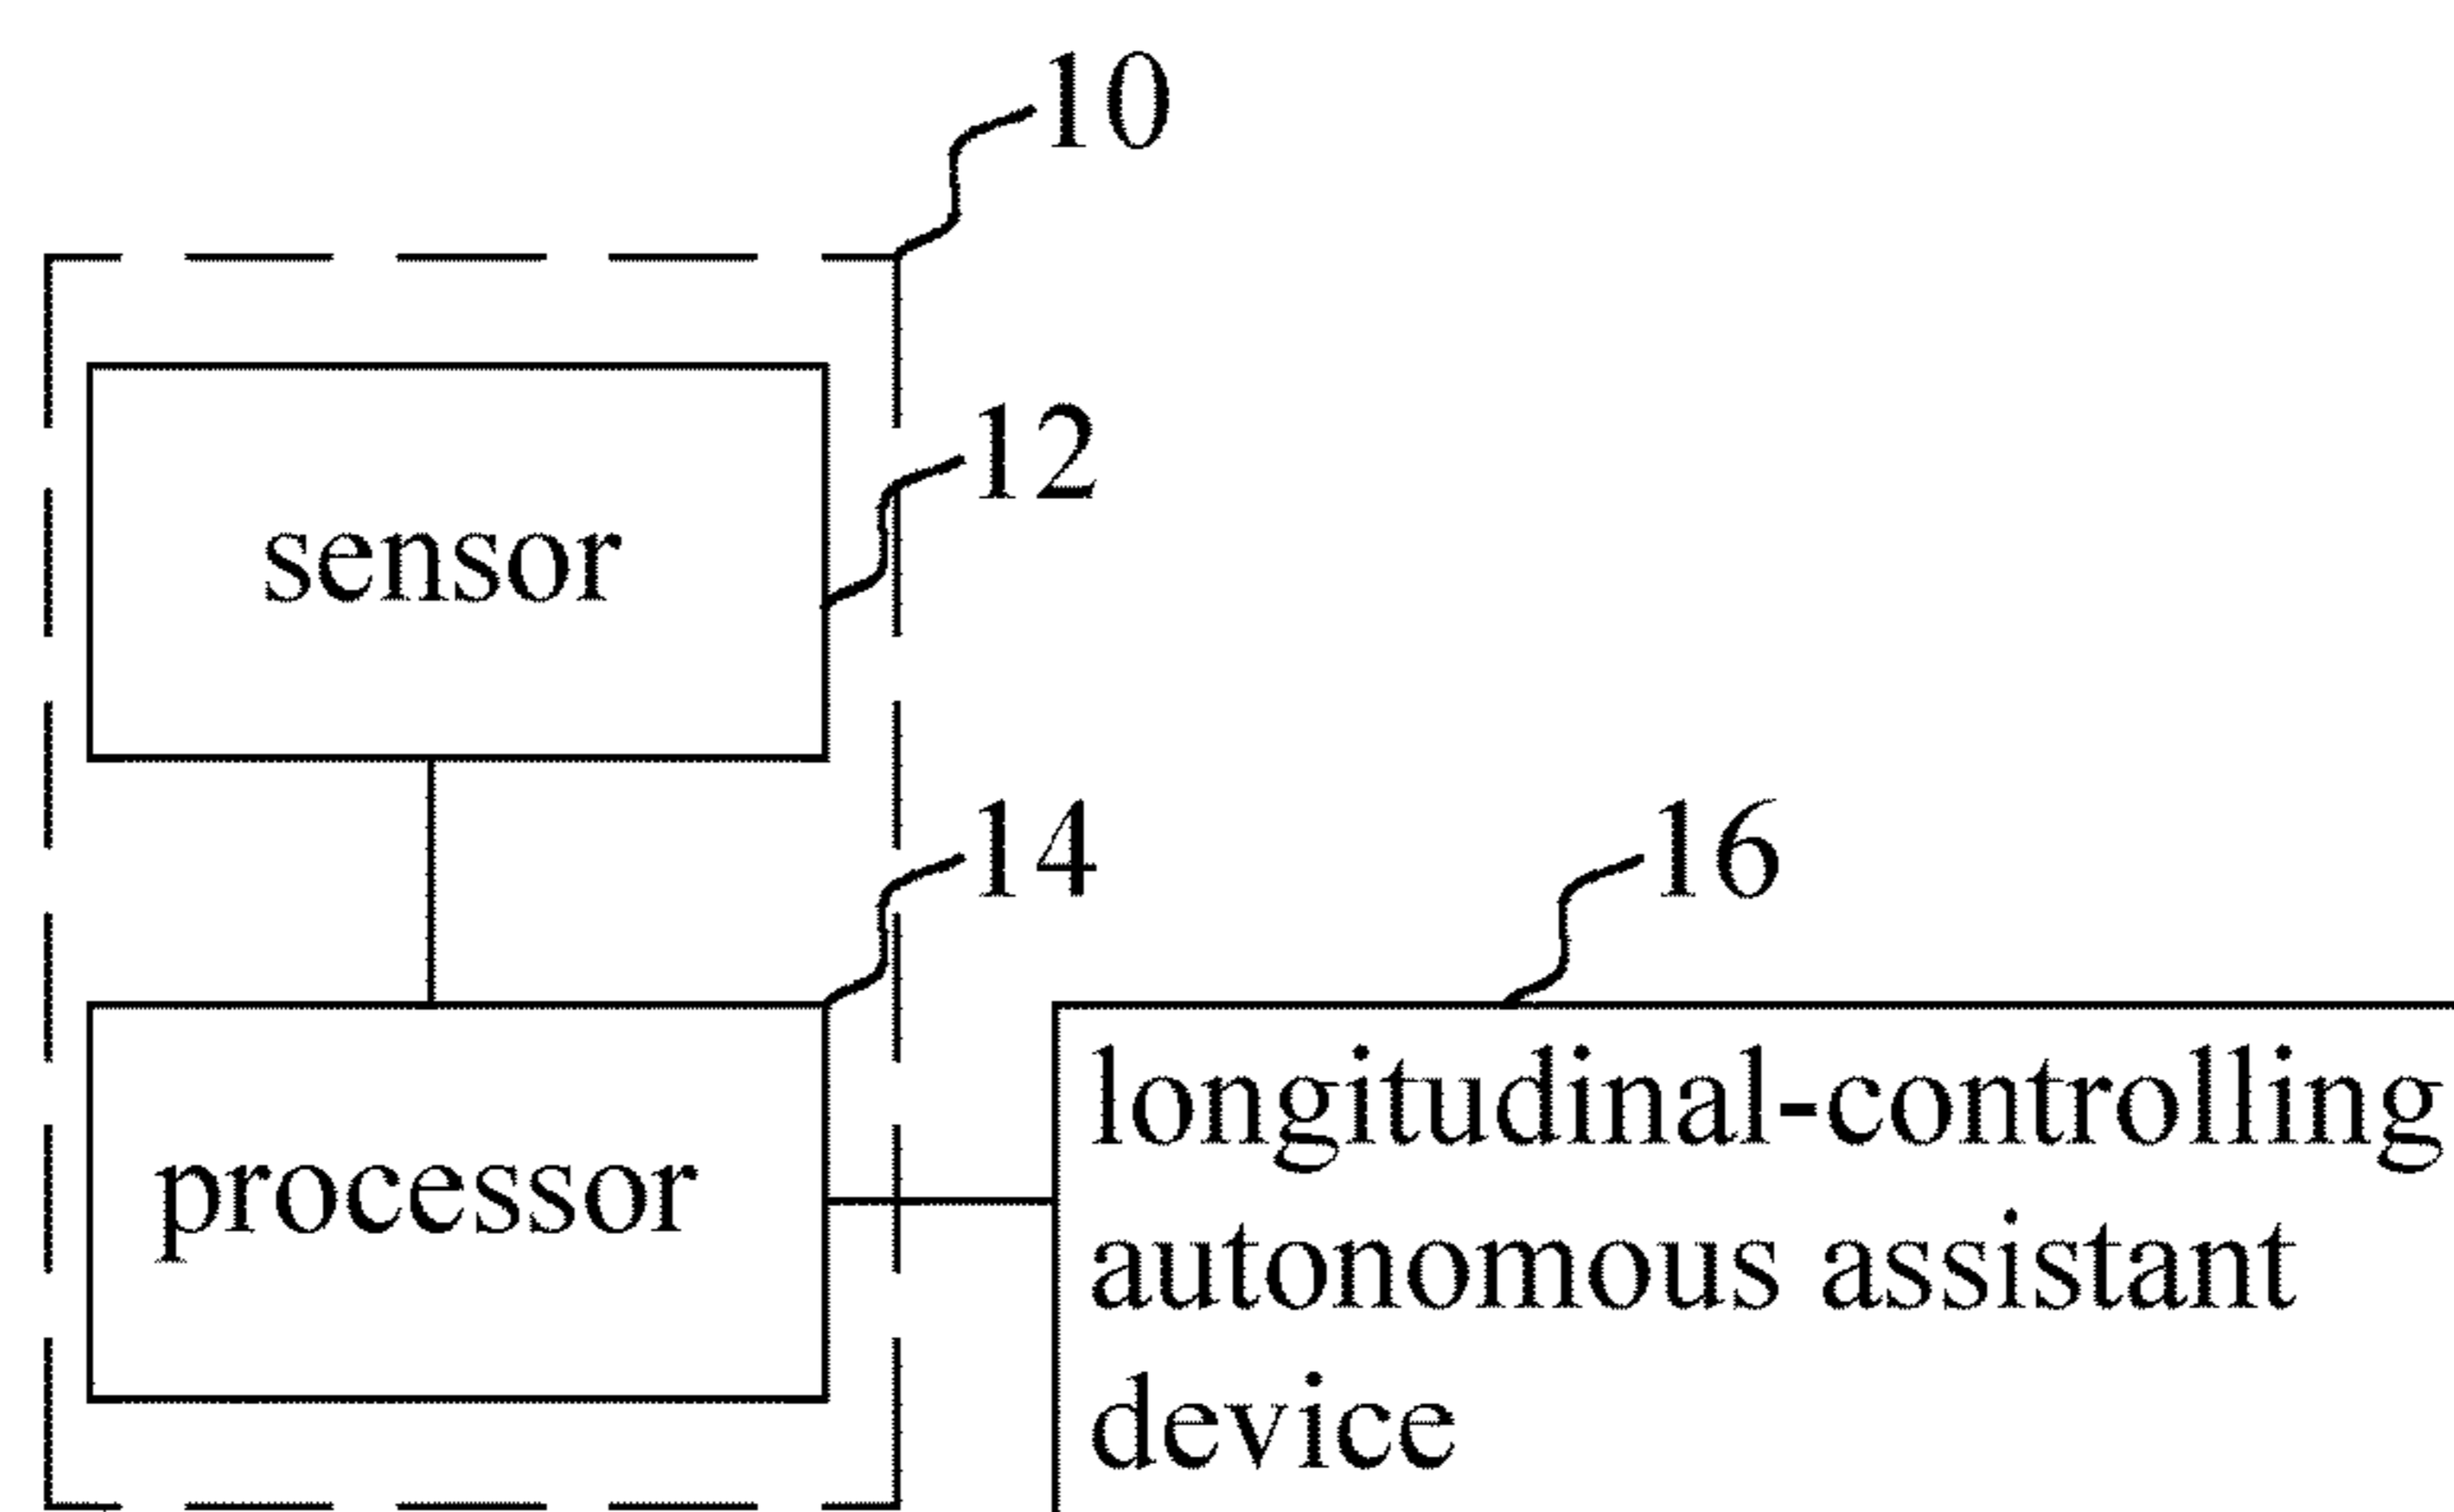 10
12
sensor
14
16
processor
longitudinal-controlling
autonomous assistant
device